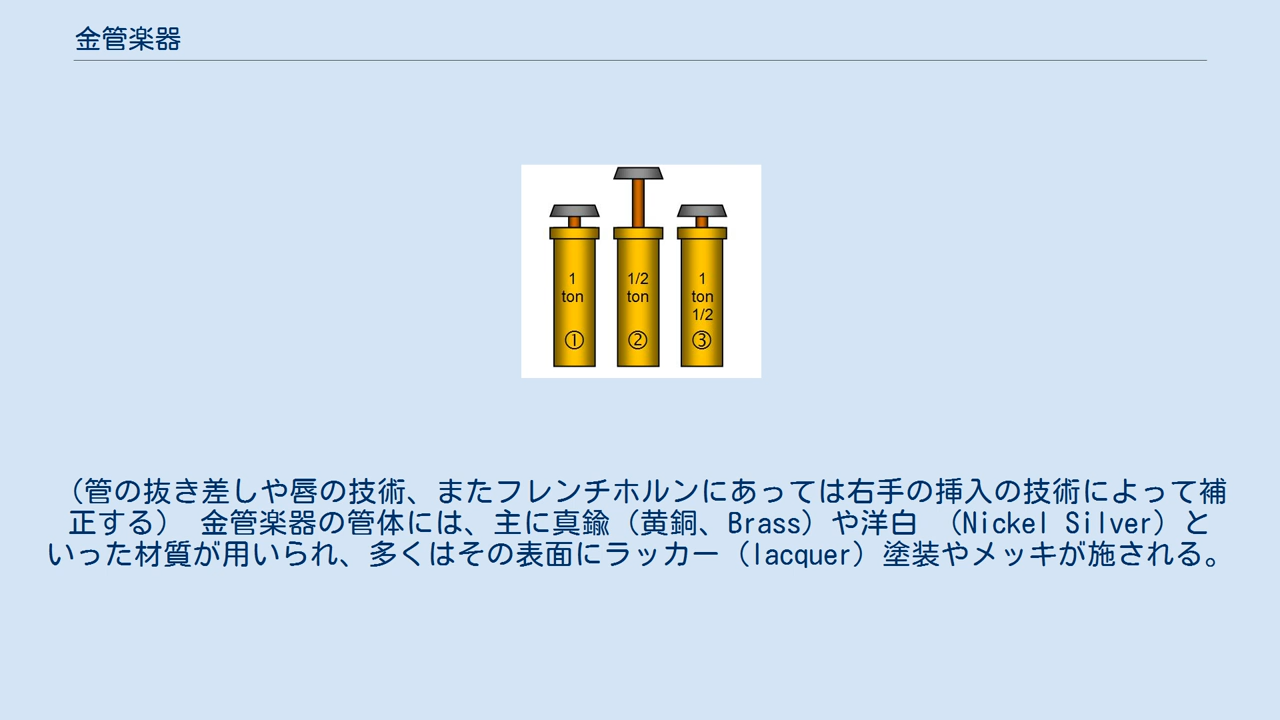 金管楽器
1
ton
①
1/2
ton
②
1
ton
1/2
③
（管の抜き差しや唇の技術、またフレンチホルンにあっては右手の挿入の技術によって補
正する） 金管楽器の管体には、主に真鍮（黄銅、Brass）や洋白 （Nickel Silver）と
いった材質が用いられ、多くはその表面にラッカー（lacquer）塗装やメッキが施される。